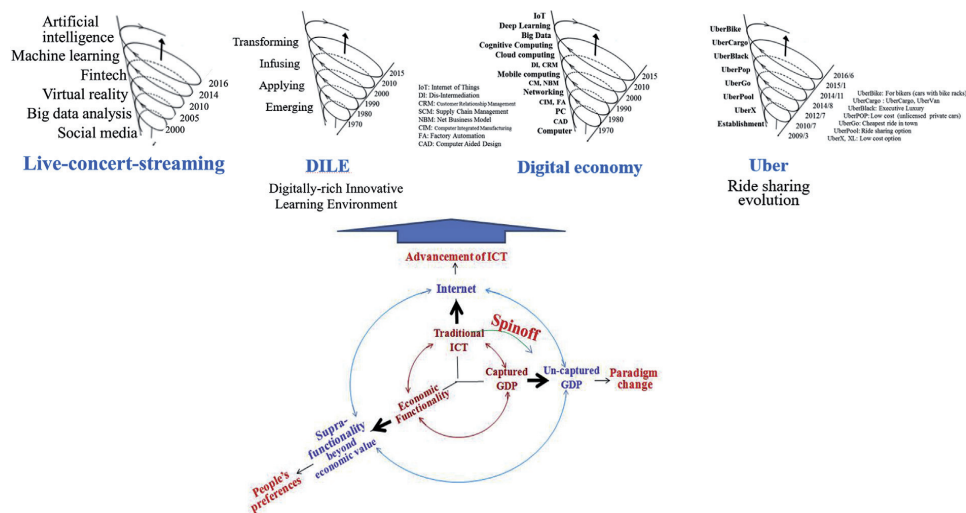 Artificial
intelligence
Machine learning
Fintech
Virtual reality
Big data analysis
Social media
2016
2014
2010
2005
2000
Live-concert-streaming
Transforming
Infusing
Applying
Emerging
2015
2010
2000
1990
1980
1970
DILE
Digitally-rich Innovative
Learning Environment
IoT: Internet of Things
DI: Dis-Intermediation
CRM: Customer Relationship Management
SCM: Supply Chain Management
NBM: Net Business Model
CIM: Computer Integrated Manufacturing
FA: Factory Automation
CAD: Computer Aided Design
IoT
Deep Learning
Big Data
Cognitive Computing
Cloud computing
DI, CRM
Mobile computing
CM, NBM
Networking
CIM, FA
PC
CAD
Computer
2015
2010
2000
1990
1980
1970
Digital economy
UberBike
UberCargo
UberBlack
UberPop
UberGo
UberPool
UberX
Establishment
2016/6
2015/1
2014/11
2014/8
2012/7
2010/7
2009/3
UberBike: For bikers (cars with bike racks)
UberCargo : UberCargo, UberVan
UberBlack: Executive Luxury
UberPOP: Low cost (unlicensed private cars)
UberGo: Cheapest ride in town
UberPool: Ride sharing option
UberX, XL: Low cost option
Uber
Ride sharing
evolution
Advancement of ICT
Internet
Spinoff
Traditional
ICT
Captured
GDP
Un-captured
GDP
Paradigm
change
Economic
Functionality
Supra-
functionality
beyond
economic value
People's
preferences